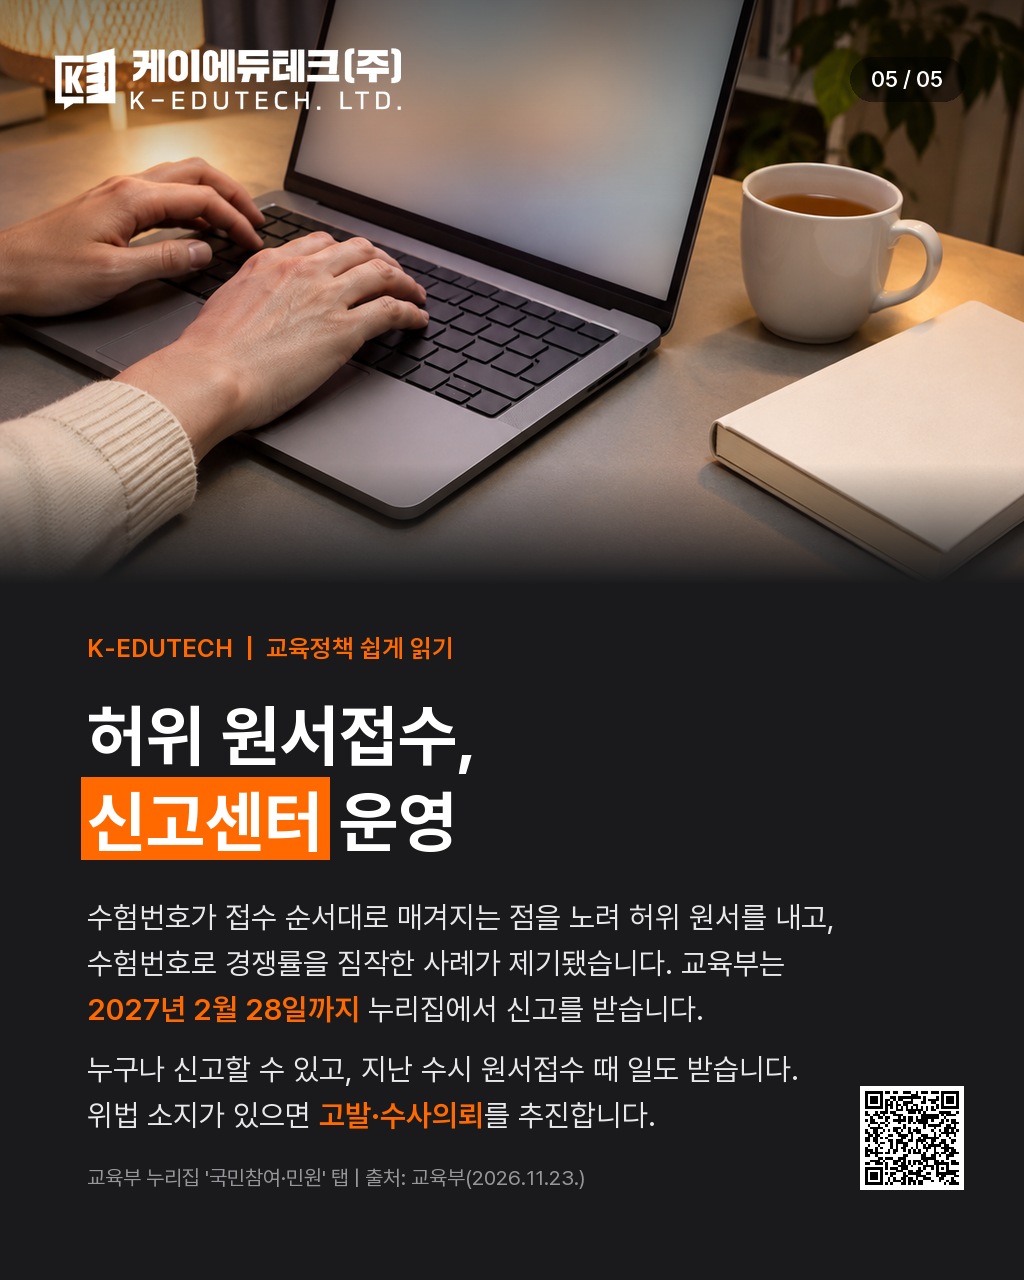 케이에듀테크(주)
K-EDUTECH. LTD.
05 / 05
K-EDUTECH | 교육정책 쉽게 읽기
허위 원서접수,
신고센터 운영
수험번호가 접수 순서대로 매겨지는 점을 노려 허위 원서를 내고,
수험번호로 경쟁률을 짐작한 사례가 제기됐습니다. 교육부는
2027년 2월 28일까지 누리집에서 신고를 받습니다.
누구나 신고할 수 있고, 지난 수시 원서접수 때 일도 받습니다.
위법 소지가 있으면 고발·수사의뢰를 추진합니다.
교육부 누리집 '국민참여·민원' 탭 | 출처: 교육부(2026.11.23.)